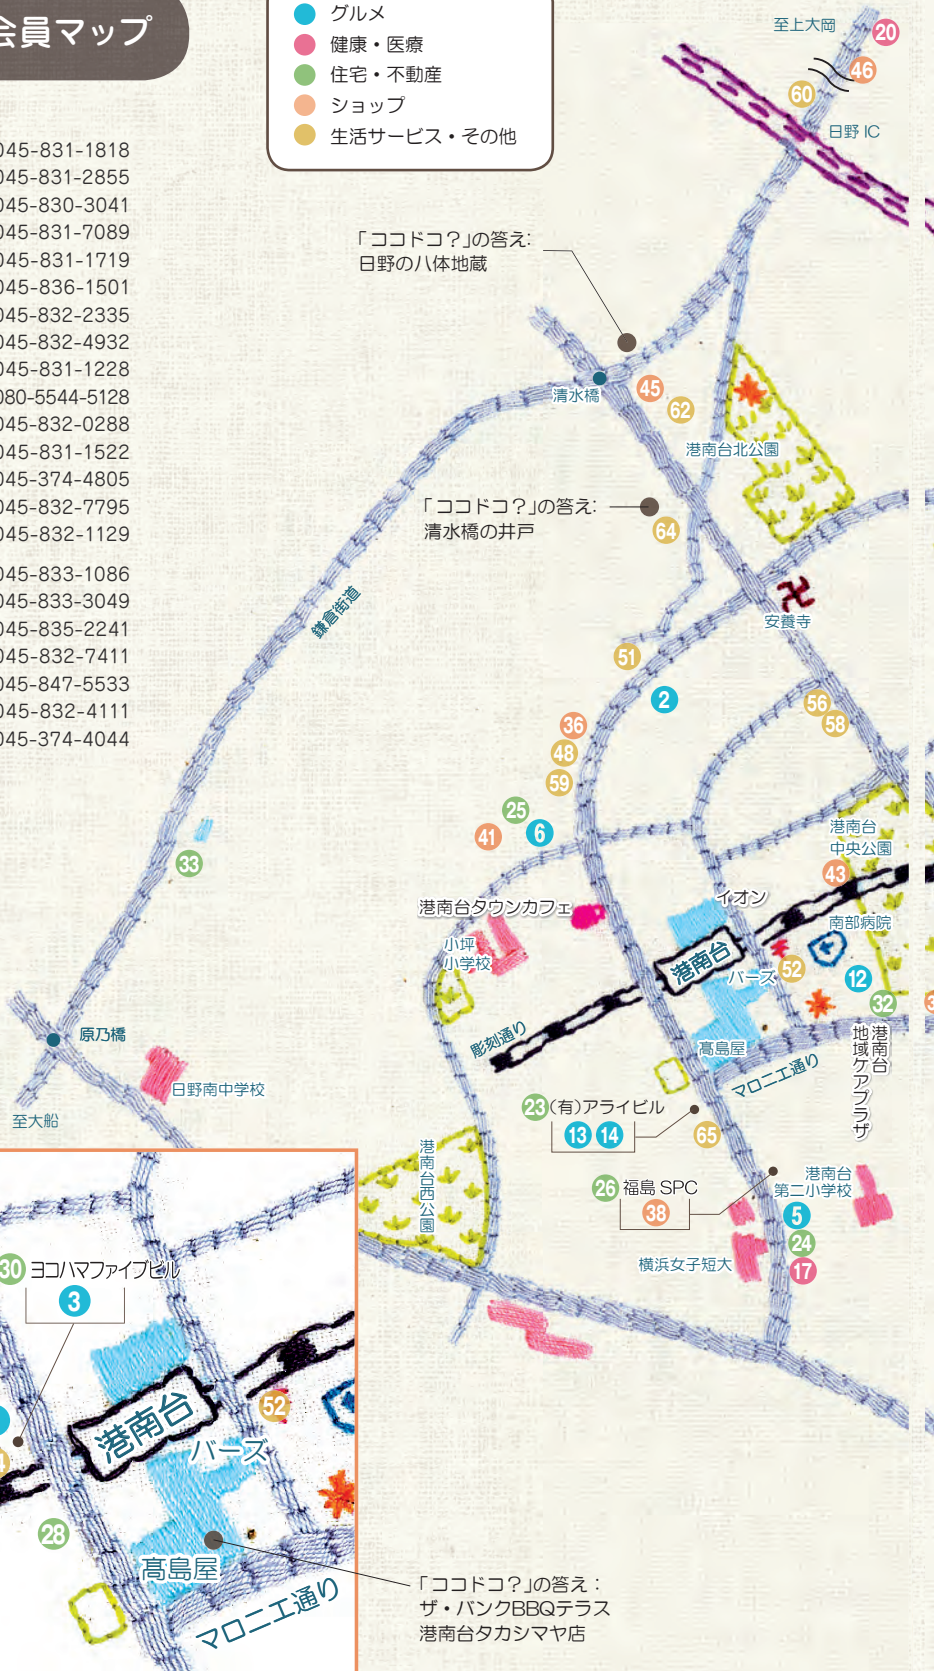 会員マップ
グルメ
健康・医療
住宅・不動産
ショップ
生活サービス・その他
045-831-1818
045-831-2855
045-830-3041
045-831-7089
045-831-1719
045-836-1501
045-832-2335
045-832-4932
045-831-1228
080-5544-5128
045-832-0288
045-831-1522
045-374-4805
045-832-7795
045-832-1129
045-833-1086
045-833-3049
045-835-2241
045-832-7411
045-847-5533
045-832-4111
045-374-4044
至上大岡
20
46
60
日野 IC
「ココドコ？」の答え:
日野の八体地蔵
清水橋
45
62
港南台北公園
「ココドコ？」の答え:
清水橋の井戸
64
鎌倉街道
安養寺
51
2
56
58
36
48
59
25
41
6
33
港南台
中央公園
43
港南台タウンカフェ
イオン
南部病院
小坪
小学校
港南台
バーズ
52
12
32
彫刻通り
髙島屋
マロニエ通り
港南台
地域ケアプラザ
原乃橋
日野南中学校
至大船
23 (有)アライビル
13 14
65
港南台西公園
26 福島 SPC
38
港南台
第二小学校
5
24
17
横浜女子短大
30 ヨコハマファイブビル
3
港南台
バーズ
52
28
髙島屋
マロニエ通り
「ココドコ？」の答え：
ザ・バンクBBQテラス
港南台タカシマヤ店